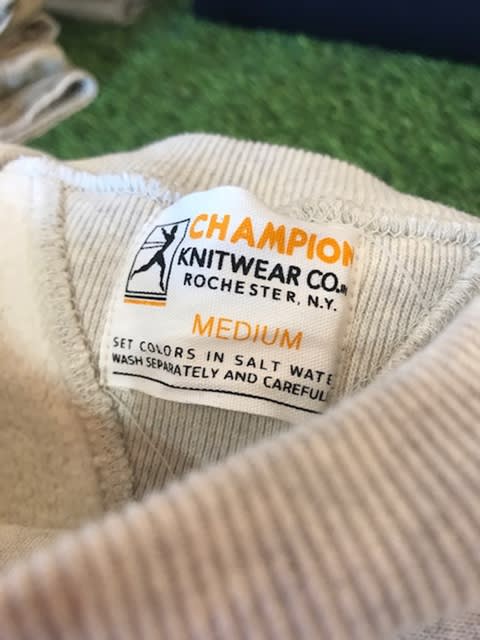 CHAMPION
KNITWEAR CO.
ROCHESTER, N.Y.
MEDIUM
SET COLORS IN SALT WATE
WASH SEPARATELY AND CAREFUL